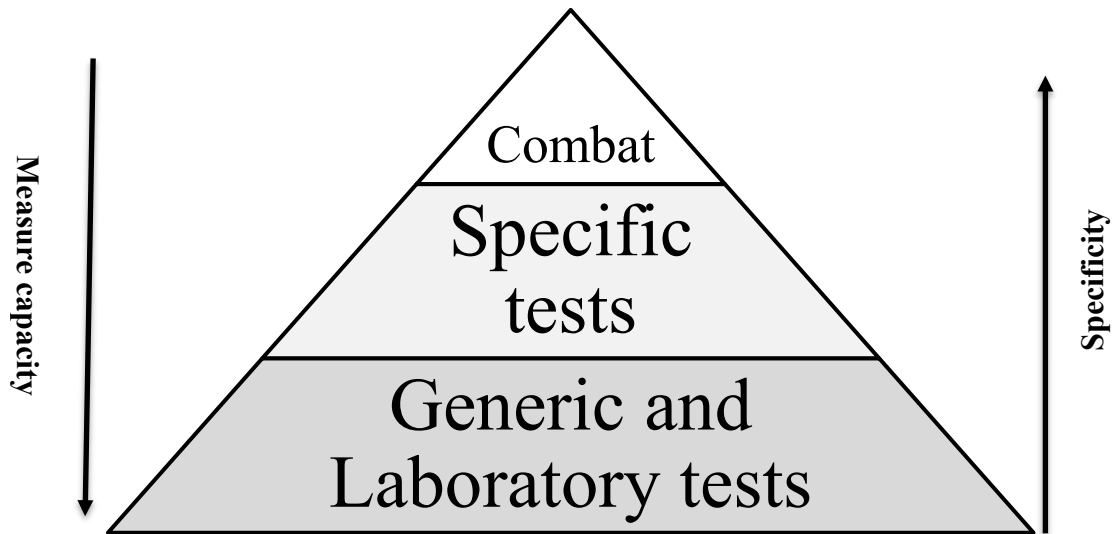 Combat
Specific
tests
Generic and
Laboratory tests
Measure capacity
Specificity